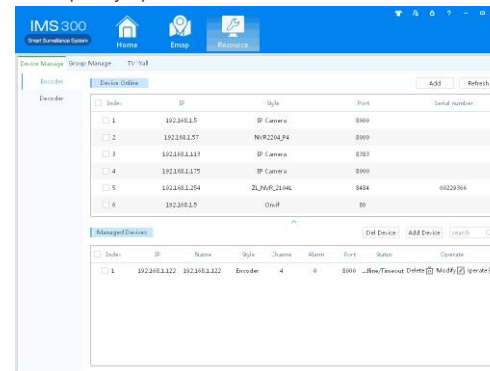 IMS 300
Smart Surveillance System
Home Emap Resource
Device Manage Group Manage TV Wall
Encoder
Decoder
Device Online Add Refresh
Index IP Style Port Serial number
1 192.168.1.5 IP Camera 8000
2 192.168.1.57 NVR2204_P4 8000
3 192.168.1.113 IP Camera 8383
4 192.168.1.175 IP Camera 8000
5 192.168.1.254 ZL_NVR_2104L 8484 00229366
6 192.168.1.5 Onvif 80
Managed Devices Del Device Add Device search
Index IP Name Style Alarm Port Status Operate
1 192.168.1.122 192.168.1.122 Encoder 4 0 8000 ...ffline/Timeout Delete Modify